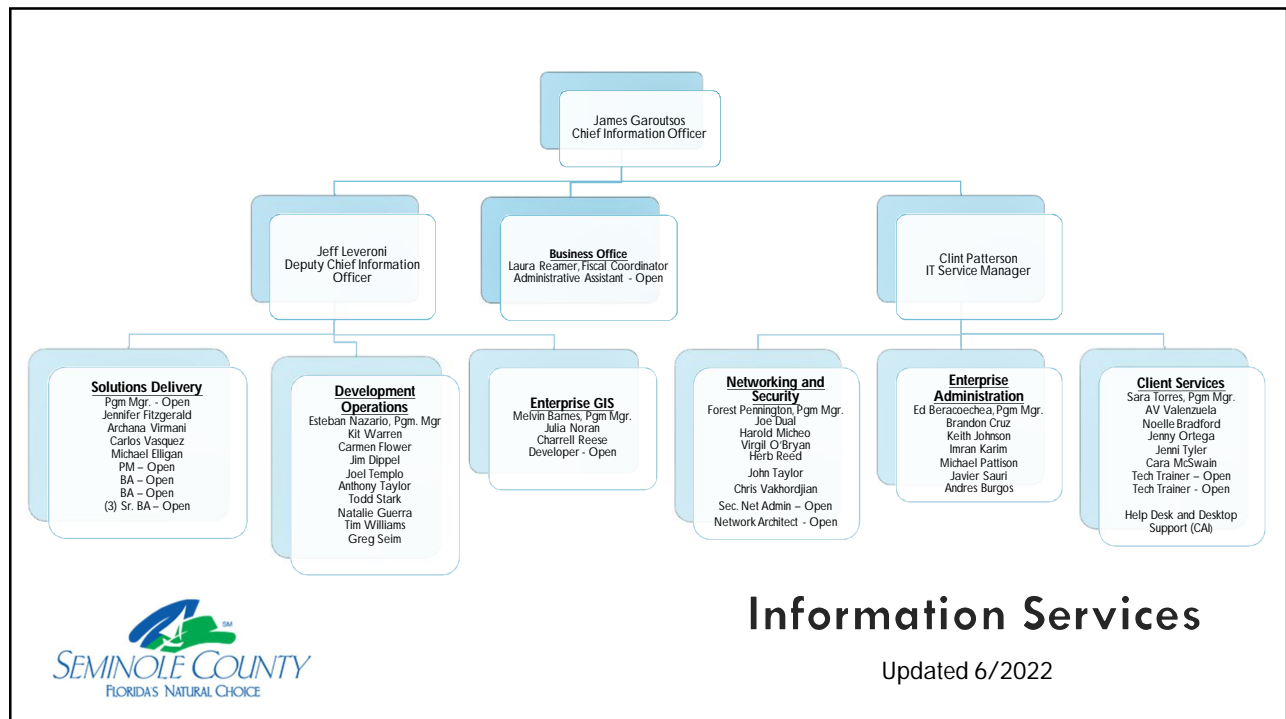 James Garoutsos
Chief Information Officer
Jeff Leveroni
Deputy Chief Information
Officer
Business Office
Laura Reamer, Fiscal Coordinator
Administrative Assistant - Open
Clint Patterson
IT Service Manager
Solutions Delivery
Pgm Mgr. - Open
Jennifer Fitzgerald
Archana Virmani
Carlos Vasquez
Michael Elligan
PM – Open
BA – Open
BA – Open
(3) Sr. BA – Open
Development
Operations
Esteban Nazario, Pgm. Mgr
Kit Warren
Carmen Flower
Jim Dippel
Joel Templo
Anthony Taylor
Todd Stark
Natalie Guerra
Tim Williams
Greg Seim
Enterprise GIS
Melvin Barnes, Pgm Mgr.
Julia Noran
Charrell Reese
Developer - Open
Networking and
Security
Forest Pennington, Pgm Mgr.
Joe Dual
Harold Micheo
Virgil O'Bryan
Herb Reed
John Taylor
Chris Vakhordjian
Sec. Net Admin – Open
Network Architect - Open
Enterprise
Administration
Ed Beracoechea, Pgm Mgr.
Brandon Cruz
Keith Johnson
Imran Karim
Michael Pattison
Javier Sauri
Andres Burgos
Client Services
Sara Torres, Pgm Mgr.
AV Valenzuela
Noelle Bradford
Jenny Ortega
Jenni Tyler
Cara McSwain
Tech Trainer – Open
Tech Trainer - Open
Help Desk and Desktop
Support (CAI)
SM
SEMINOLE COUNTY
FLORIDA'S NATURAL CHOICE
Information Services
Updated 6/2022